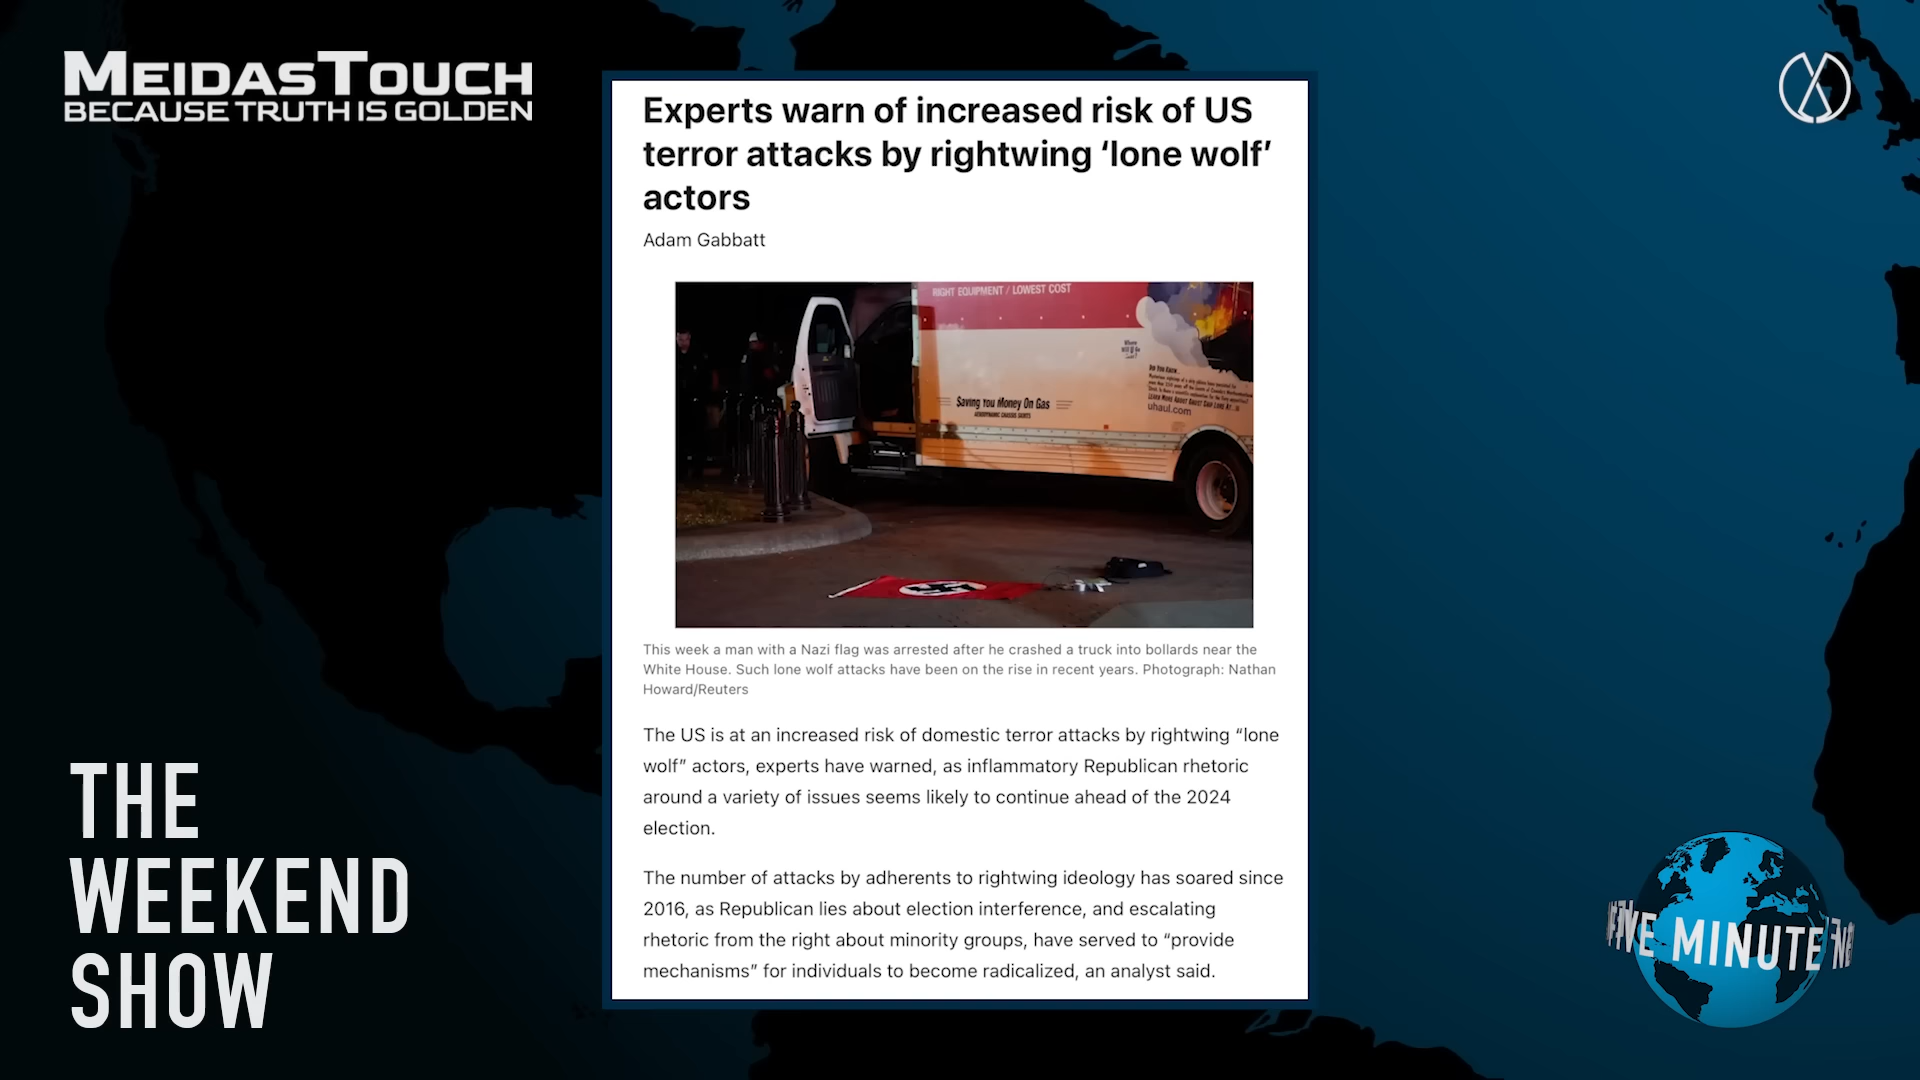 MEIDASTOUCH
BECAUSE TRUTH IS GOLDEN
Experts warn of increased risk of US
terror attacks by rightwing ‘lone wolf’
actors
Adam Gabbatt
RIGHT EQUIPMENT / LOWEST COST
DID YOU KNOW...
Saving You Money On Gas
AERODYNAMIC CHASSIS SKIRTS
uhaul.com
This week a man with a Nazi flag was arrested after he crashed a truck into bollards near the
White House. Such lone wolf attacks have been on the rise in recent years. Photograph: Nathan
Howard/Reuters
The US is at an increased risk of domestic terror attacks by rightwing “lone
wolf” actors, experts have warned, as inflammatory Republican rhetoric
around a variety of issues seems likely to continue ahead of the 2024
election.
The number of attacks by adherents to rightwing ideology has soared since
2016, as Republican lies about election interference, and escalating
rhetoric from the right about minority groups, have served to “provide
mechanisms” for individuals to become radicalized, an analyst said.
THE
WEEKEND
SHOW
FIVE MINUTE NE